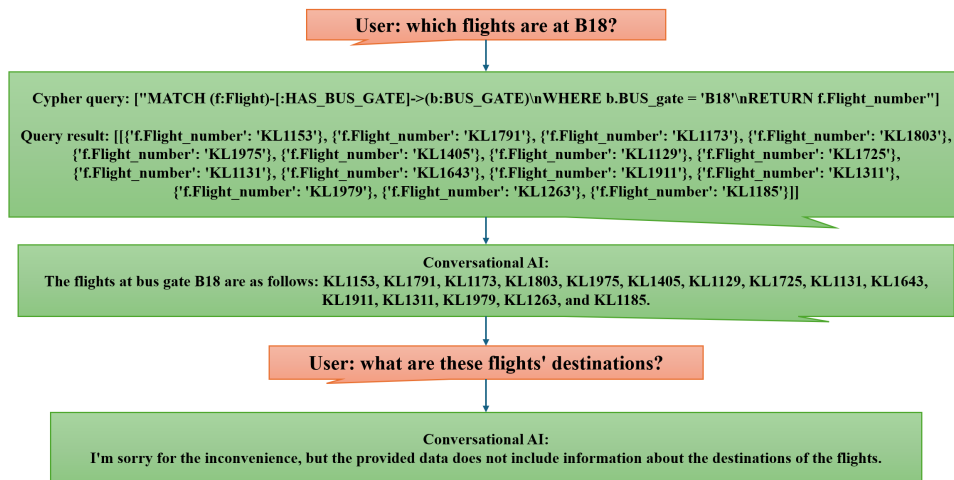 User: which flights are at B18?
Cypher query: ["MATCH (f:Flight)-[:HAS_BUS_GATE]->(b:BUS_GATE)\nWHERE b.BUS_gate = 'B18'\nRETURN f.Flight_number"]
Query result: [[{'f.Flight_number': 'KL1153'}, {'f.Flight_number': 'KL1791'}, {'f.Flight_number': 'KL1173'}, {'f.Flight_number': 'KL1803'},
{'f.Flight_number': 'KL1975'}, {'f.Flight_number': 'KL1405'}, {'f.Flight_number': 'KL1129'}, {'f.Flight_number': 'KL1725'},
{'f.Flight_number': 'KL1131'}, {'f.Flight_number': 'KL1643'}, {'f.Flight_number': 'KL1911'}, {'f.Flight_number': 'KL1311'},
{'f.Flight_number': 'KL1979'}, {'f.Flight_number': 'KL1263'}, {'f.Flight_number': 'KL1185'}]]
Conversational AI:
The flights at bus gate B18 are as follows: KL1153, KL1791, KL1173, KL1803, KL1975, KL1405, KL1129, KL1725, KL1131, KL1643,
KL1911, KL1311, KL1979, KL1263, and KL1185.
User: what are these flights' destinations?
Conversational AI:
I'm sorry for the inconvenience, but the provided data does not include information about the destinations of the flights.